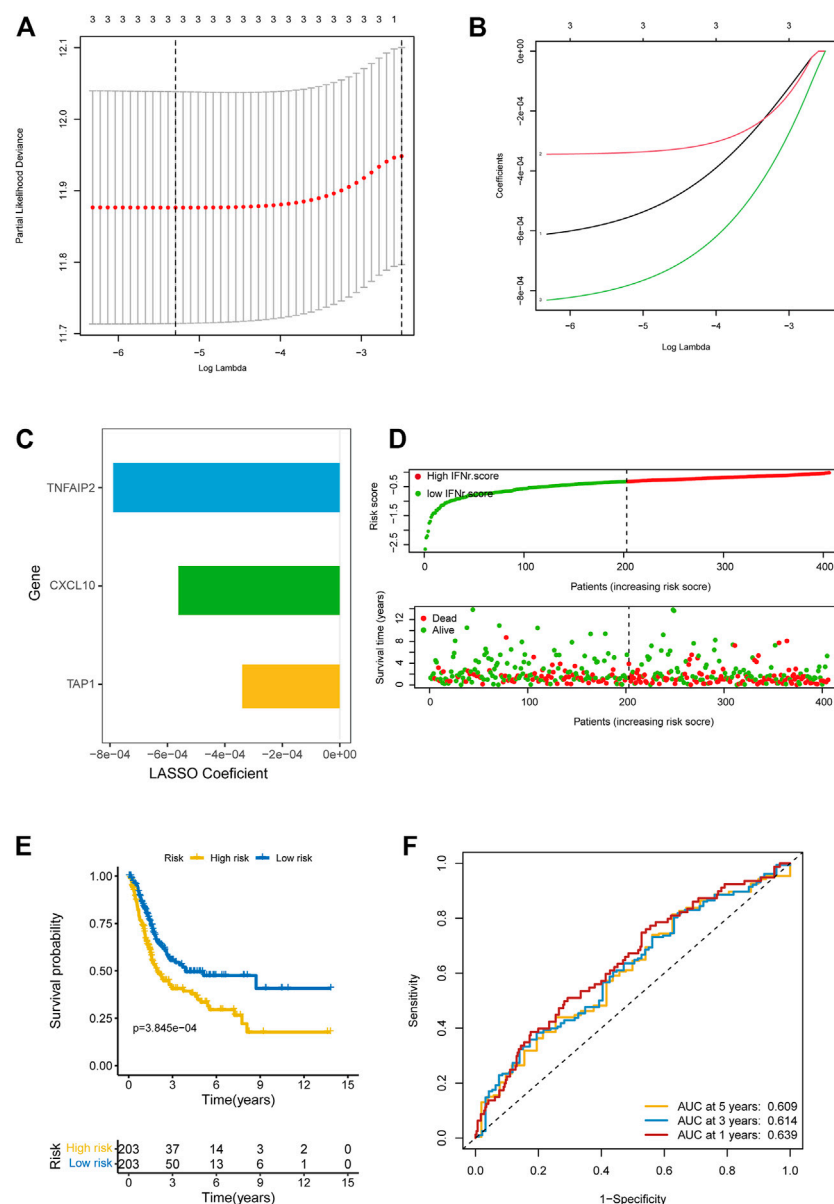 A
3 3 3 3 3 3 3 3 3 3 3 3 3 3 3 3 3 3 3 1
12.1
12.0
11.9
11.8
11.7
Partial Likelihood Deviance
−6 −5 −4 −3
Log Lambda
B
3 3 3 3
0e+00
−2e−04
−4e−04
−6e−04
−8e−04
Coefficients
2
1
3
−6 −5 −4 −3
Log Lambda
C
TNFAIP2
CXCL10
TAP1
Gene
−8e−04 −6e−04 −4e−04 −2e−04 0e+00
LASSO Coeficient
D
High IFNr.score
low IFNr.score
−0.5
−1.5
−2.5
Risk score
0 100 200 300 400
Patients (increasing risk socre)
Dead
Alive
12
8
4
2
0
Survival time (years)
0 100 200 300 400
Patients (increasing risk socre)
E
Risk High risk Low risk
1.00
0.75
0.50
0.25
0.00
Survival probability
p=3.845e−04
0 3 6 9 12 15
Time(years)
Risk
High risk 203 37 14 3 2 0
Low risk 203 50 13 6 1 0
0 3 6 9 12 15
Time(years)
F
1.0
0.8
0.6
0.4
0.2
0.0
Sensitivity
AUC at 5 years: 0.609
AUC at 3 years: 0.614
AUC at 1 years: 0.639
0.0 0.2 0.4 0.6 0.8 1.0
1-Specificity